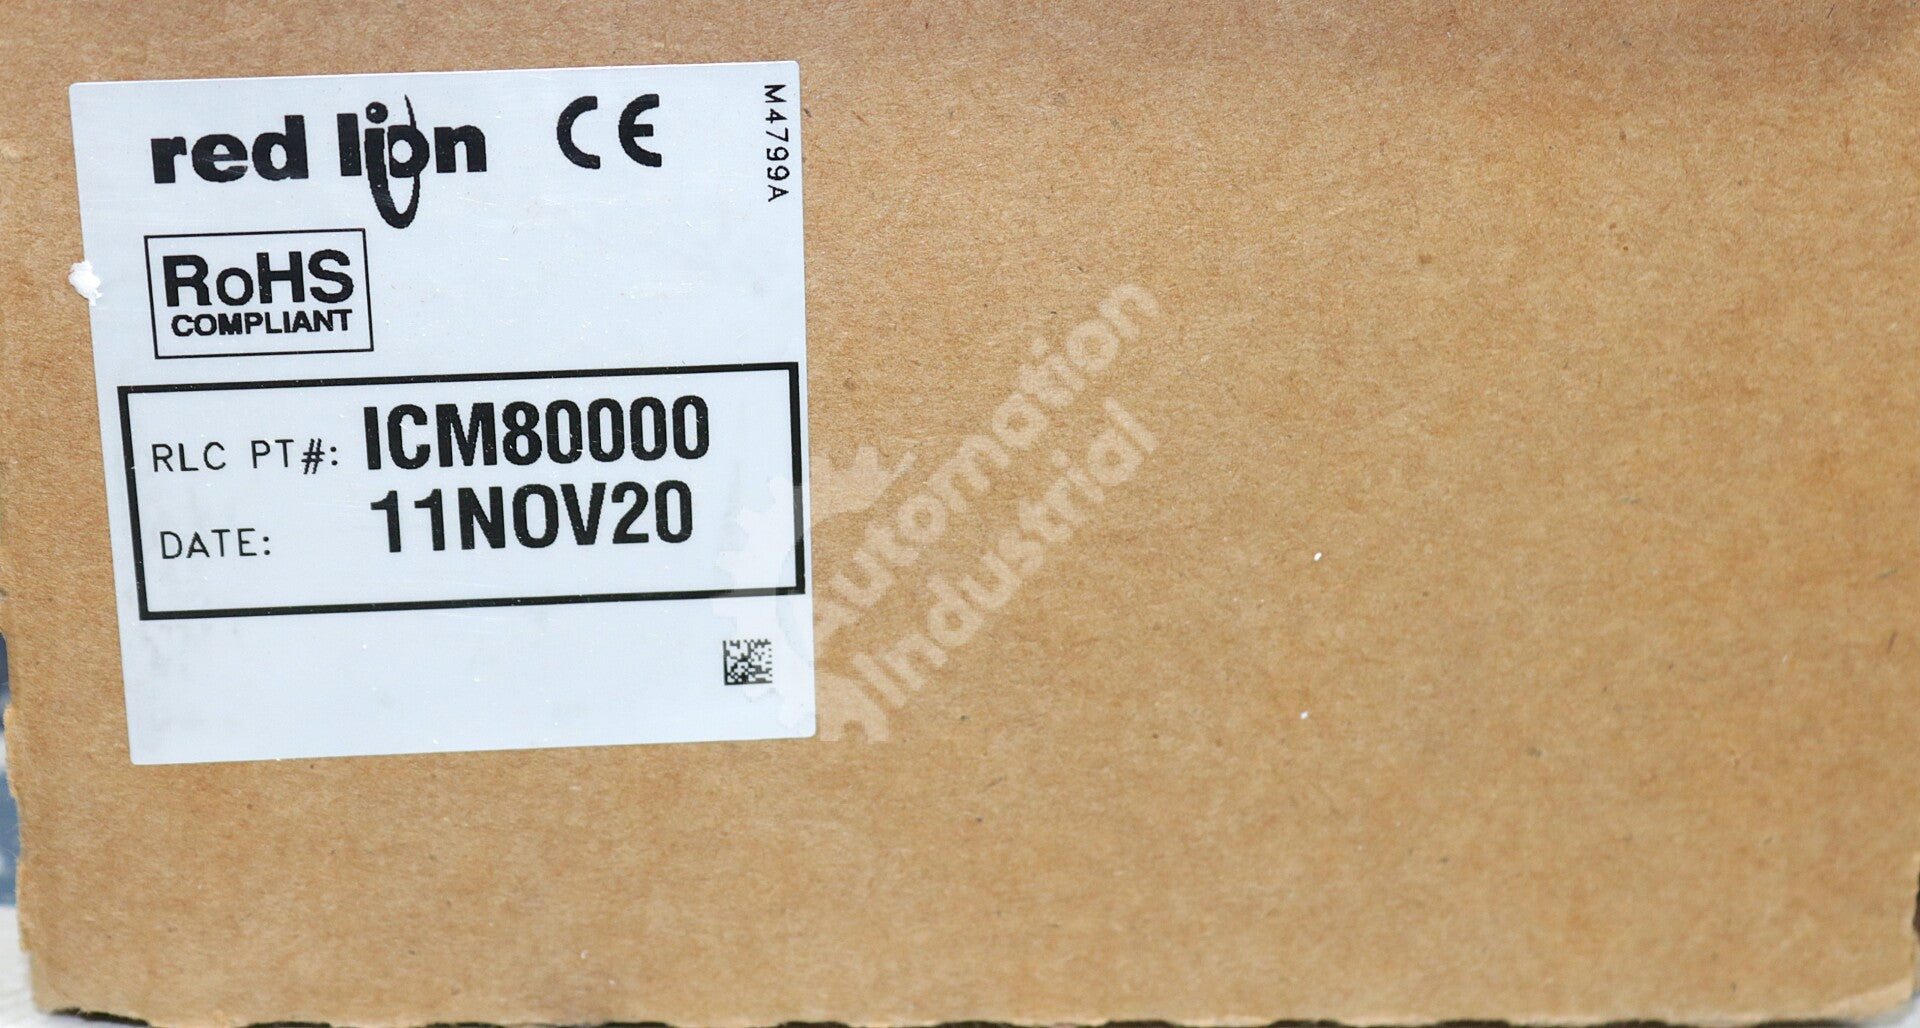 red lion CE
M4799A
RoHS
COMPLIANT
RLC PT#: ICM80000
DATE: 11NOV20
Automation
Industrial